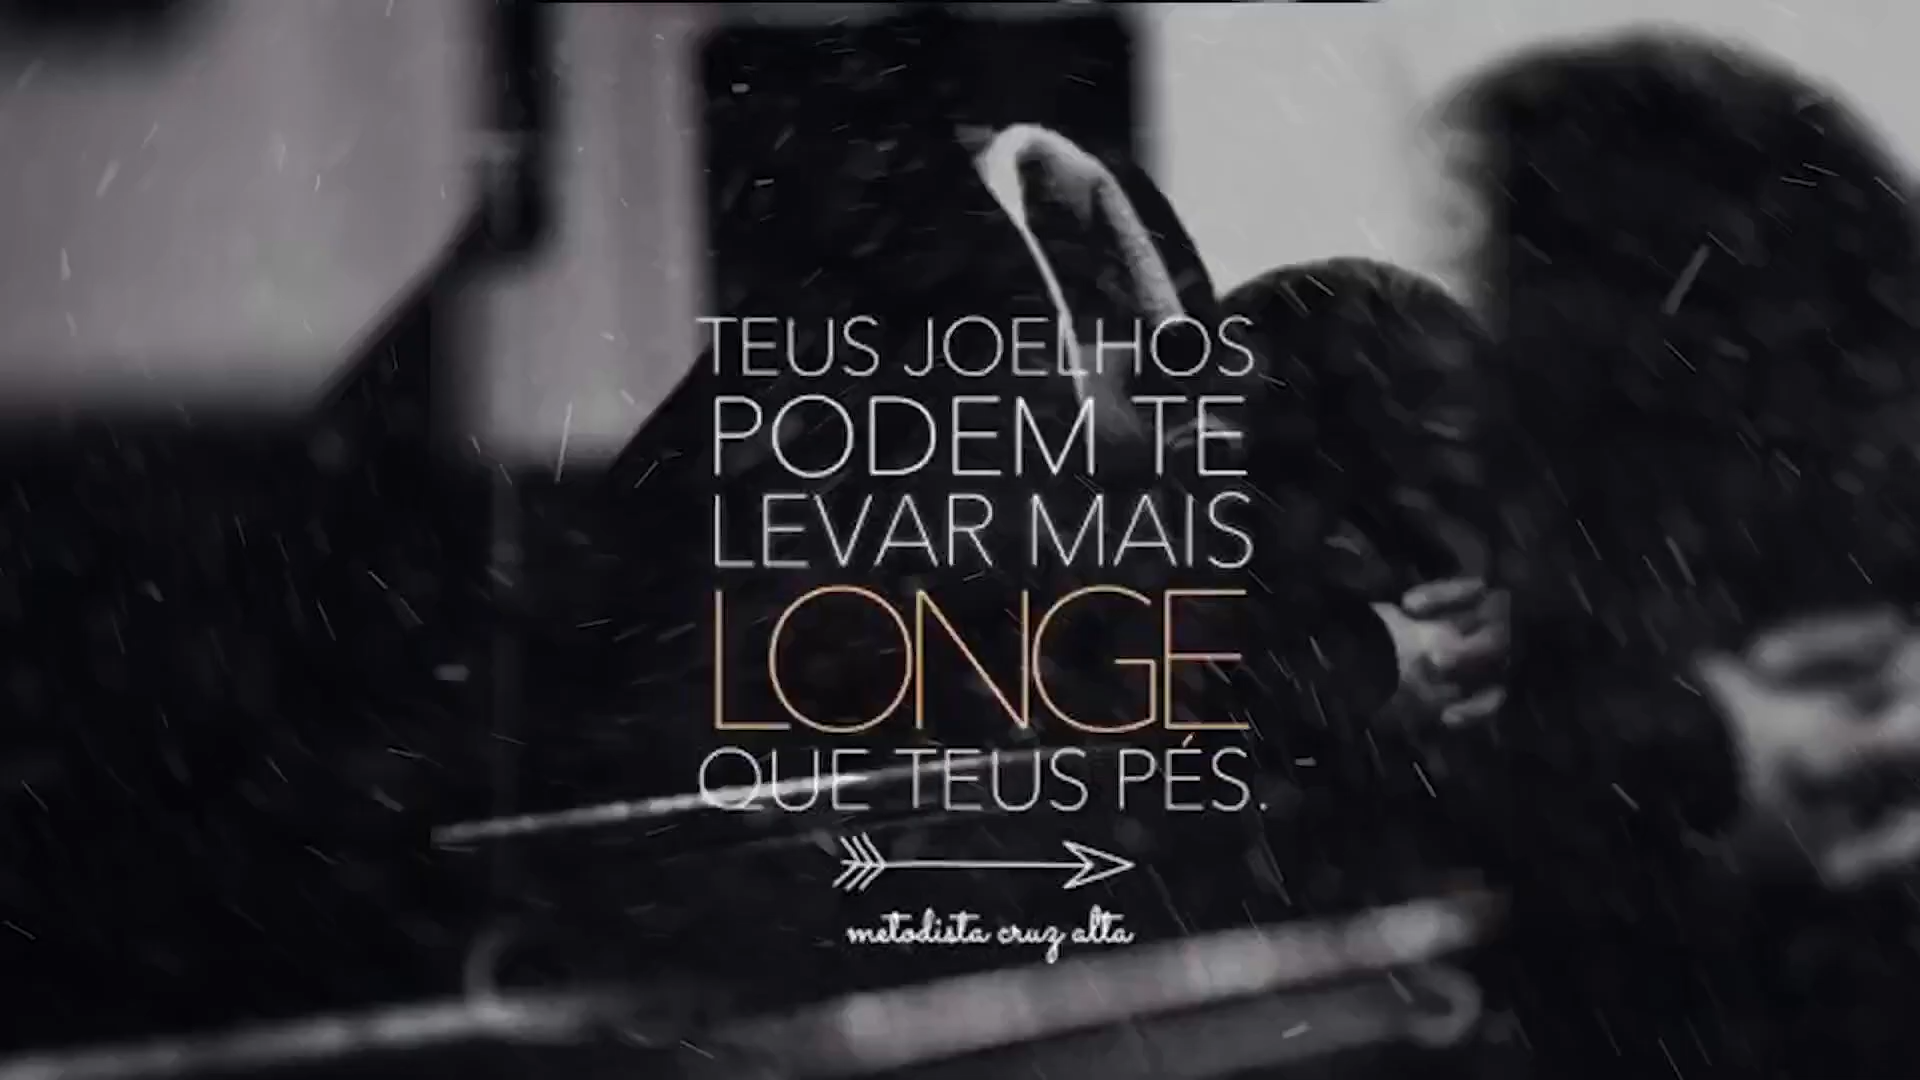 TEUS JOELHOS
PODEM TE
LEVAR MAIS
LONGE
QUE TEUS PÉS.
metodista cruz alta